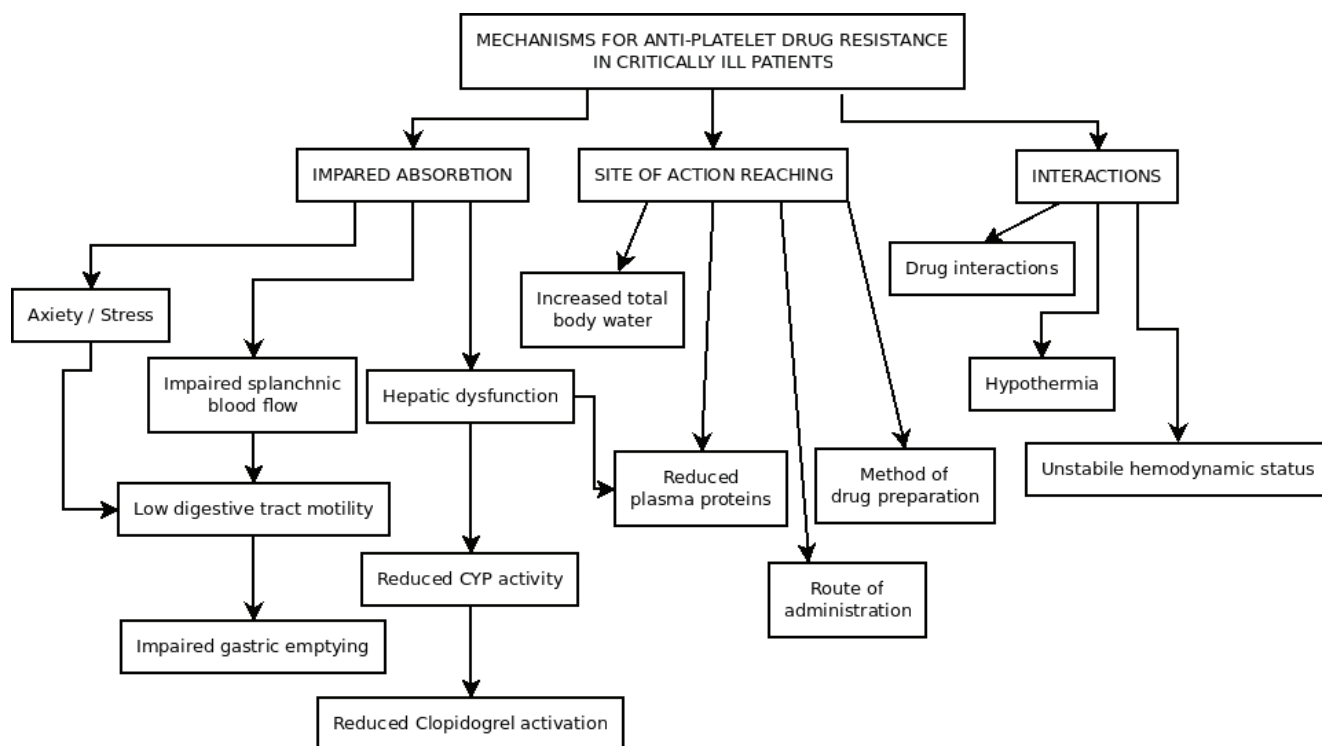 MECHANISMS FOR ANTI-PLATELET DRUG RESISTANCE
IN CRITICALLY ILL PATIENTS
IMPARED ABSORBTION
SITE OF ACTION REACHING
INTERACTIONS
Drug interactions
Axiety / Stress
Increased total
body water
Impaired splanchnic
blood flow
Hepatic dysfunction
Hypothermia
Reduced
plasma proteins
Method of
drug preparation
Unstabile hemodynamic status
Low digestive tract motility
Reduced CYP activity
Route of
administration
Impaired gastric emptying
Reduced Clopidogrel activation